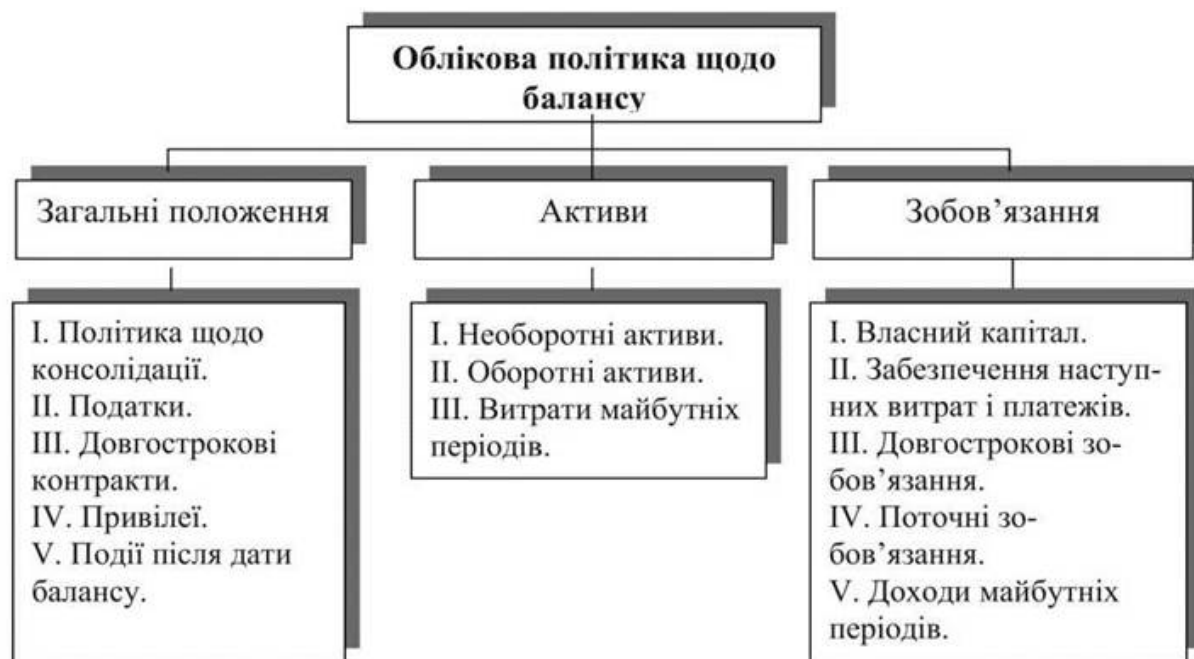 Облікова політика щодо
балансу
Загальні положення
Активи
Зобов’язання
I. Політика щодо
консолідації.
II. Податки.
III. Довгострокові
контракти.
IV. Привілеї.
V. Події після дати
балансу.
I. Необоротні активи.
II. Оборотні активи.
III. Витрати майбутніх
періодів.
I. Власний капітал.
II. Забезпечення наступ-
них витрат і платежів.
III. Довгострокові зо-
бов’язання.
IV. Поточні зо-
бов’язання.
V. Доходи майбутніх
періодів.